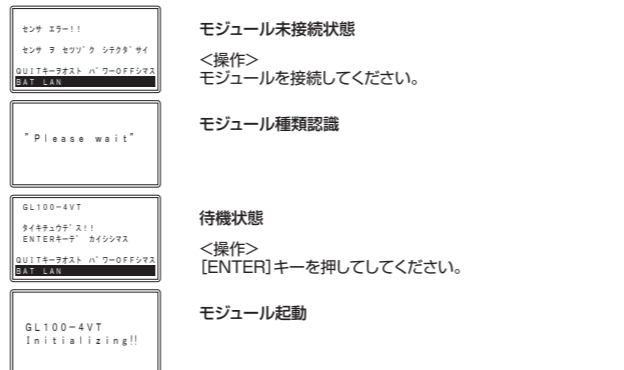 センサ エラー!!
センサ ヲ セツゾク シテクダサイ
QUITキーヲオスト パワーOFFシマス
BAT LAN
モジュール未接続状態
<操作>
モジュールを接続してください。
"Please wait"
モジュール種類認識
GL100-4VT
タイキチュウデス!!
ENTERキーデ カイシシマス
QUITキーヲオスト パワーOFFシマス
BAT LAN
待機状態
<操作>
[ENTER]キーを押してしてください。
GL100-4VT
Initializing!!
モジュール起動